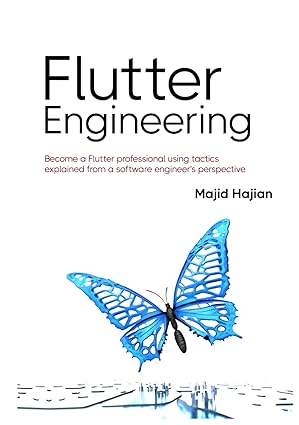 Flutter
Engineering
Become a Flutter professional using tactics
explained from a software engineer's perspective
Majid Hajian